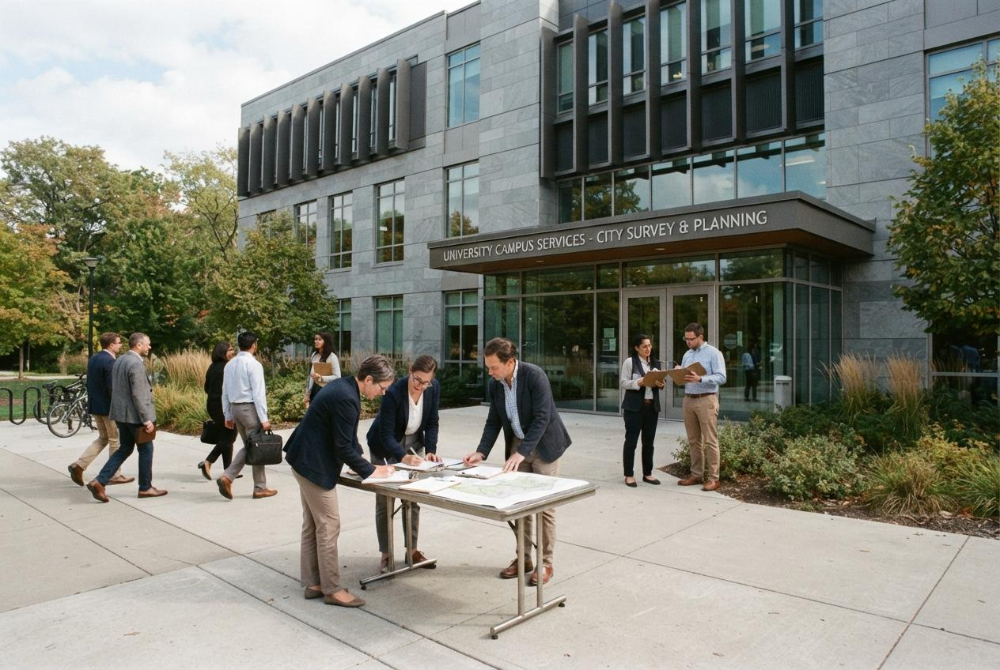 UNIVERSITY CAMPUS SERVICES - CITY SURVEY & PLANNING